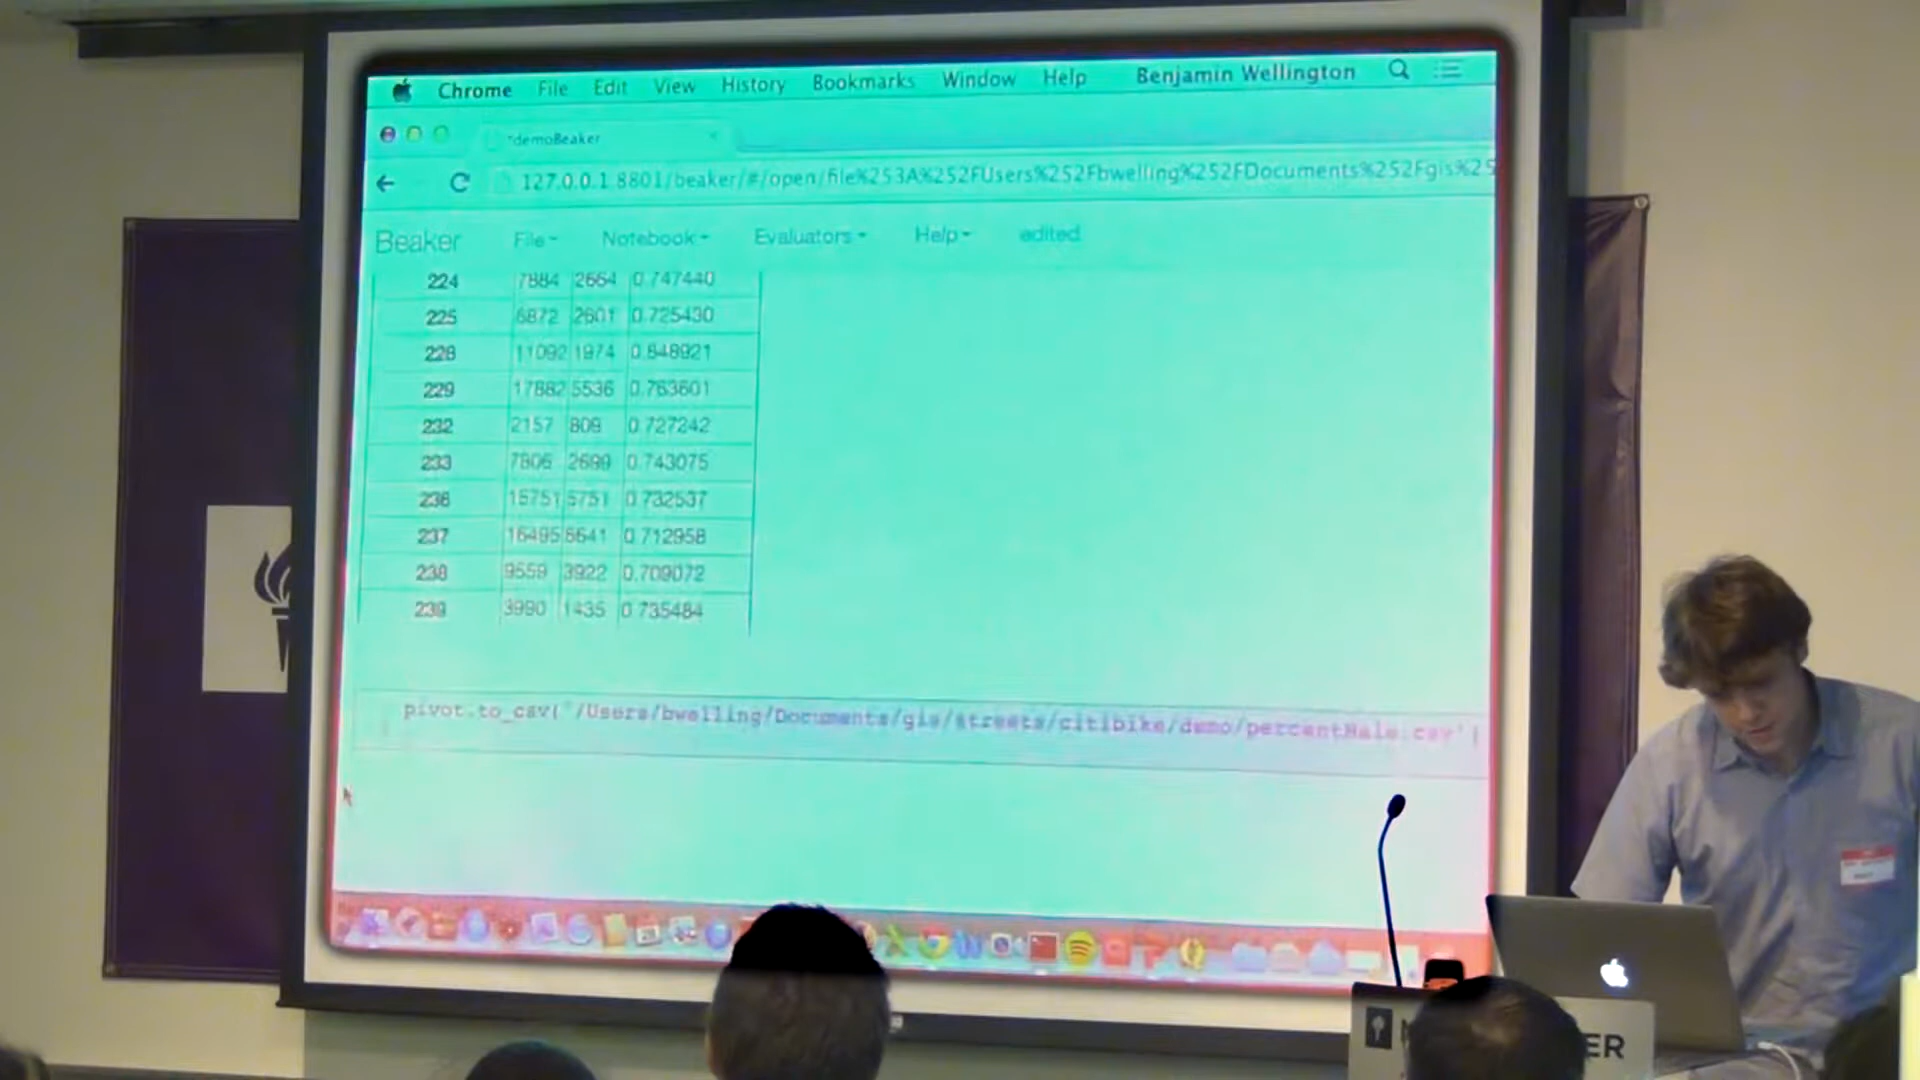 Chrome File Edit View History Bookmarks Window Help Benjamin Wellington
*demoBeaker
127.0.0.1:8801/beaker/#/open/file%253A%252FUsers%252Fbwelling%252FDocuments%252Fgis%25
Beaker File Notebook Evaluators Help edited
224 7884 2664 0.747440
225 6872 2601 0.725430
228 11092 1974 0.848921
229 17882 5536 0.763601
232 2157 809 0.727242
233 7806 2699 0.743075
236 15751 5751 0.732537
237 16495 6641 0.712958
238 9559 3922 0.709072
239 3990 1435 0.735484
pivot.to_csv('/Users/bwelling/Documents/gis/streets/citibike/demo/percentMale.csv')
ER